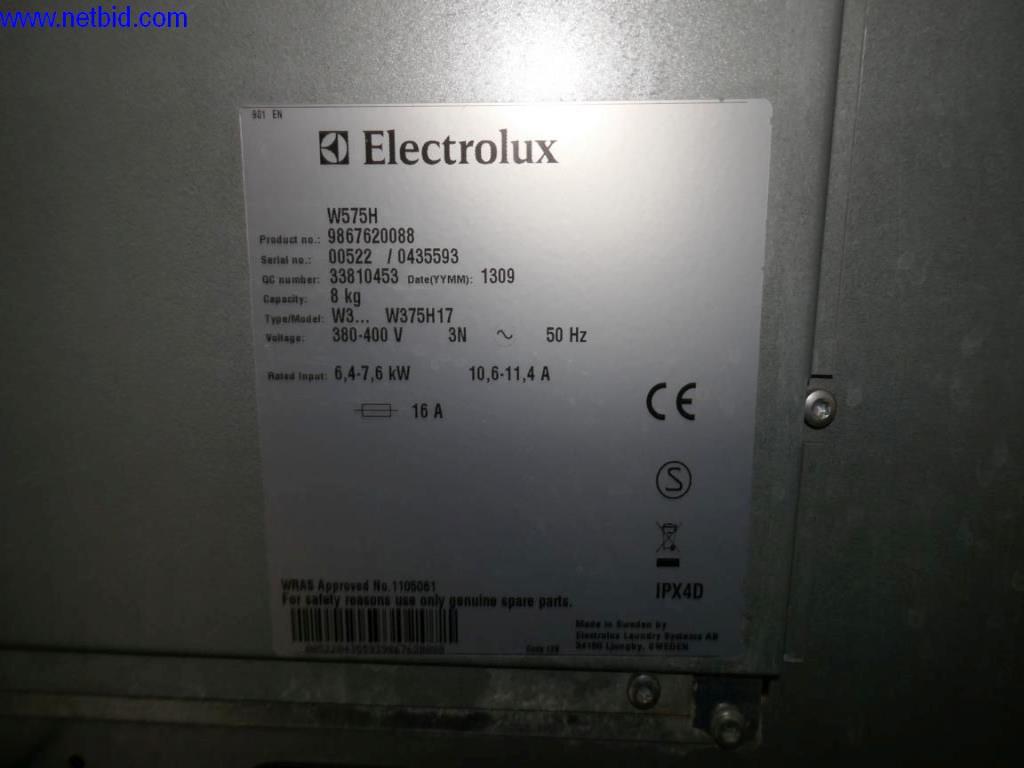 www.netbid.com
901 EN
Electrolux
W575H
Product no.: 9867620088
Serial no.: 00522 / 0435593
QC number: 33810453 Date(YYMM): 1309
Capacity: 8 kg
Type/Model: W3... W375H17
Voltage: 380-400 V 3N ~ 50 Hz
Rated Input: 6,4-7,6 kW 10,6-11,4 A
16 A
CE
S
WRAS Approved No.1105061
IPX4D
For safety reasons use only genuine spare parts.
Made in Sweden by
Electrolux Laundry Systems AB
34180 Ljungby, SWEDEN